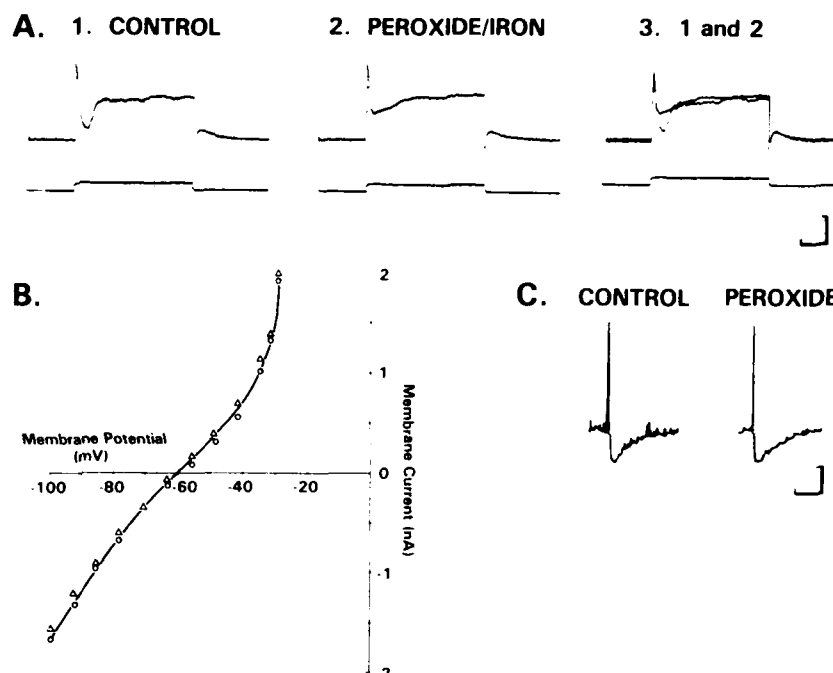 A. 1. CONTROL 2. PEROXIDE/IRON 3. 1 and 2
B.
C. CONTROL PEROXIDE
2
1
Membrane Potential
(mV)
0
-100 -80 -60 -40 -20
Membrane Current (nA)
-1
-2